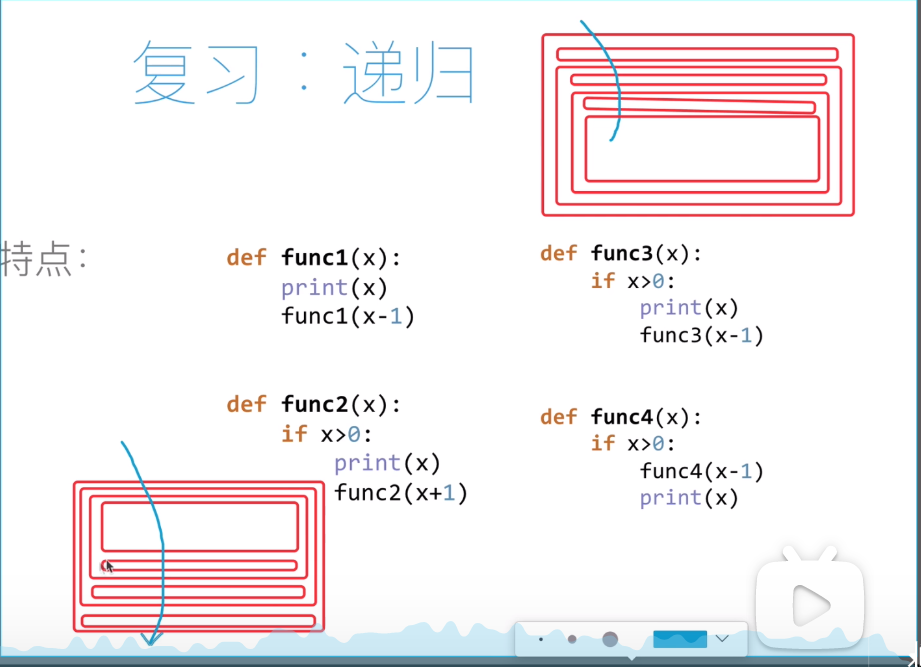 复习：递归
特点：
def func1(x):
    print(x)
    func1(x-1)
def func2(x):
    if x>0:
        print(x)
        func2(x+1)
def func3(x):
    if x>0:
        print(x)
        func3(x-1)
def func4(x):
    if x>0:
        func4(x-1)
        print(x)